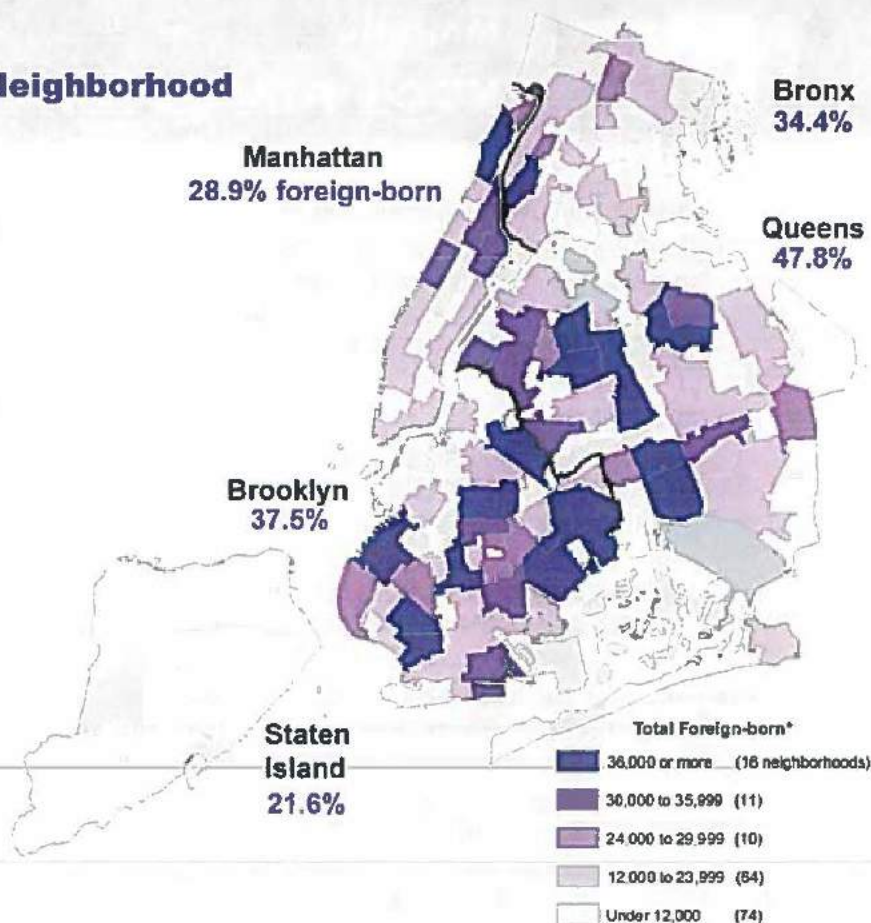 leighborhood
Bronx
34.4%
Manhattan
28.9% foreign-born
Queens
47.8%
Brooklyn
37.5%
Staten
Island
21.6%
Total Foreign-born*
36,000 or more (16 neighborhoods)
30,000 to 35,999 (11)
24,000 to 29,999 (10)
12,000 to 23,999 (64)
Under 12,000 (74)